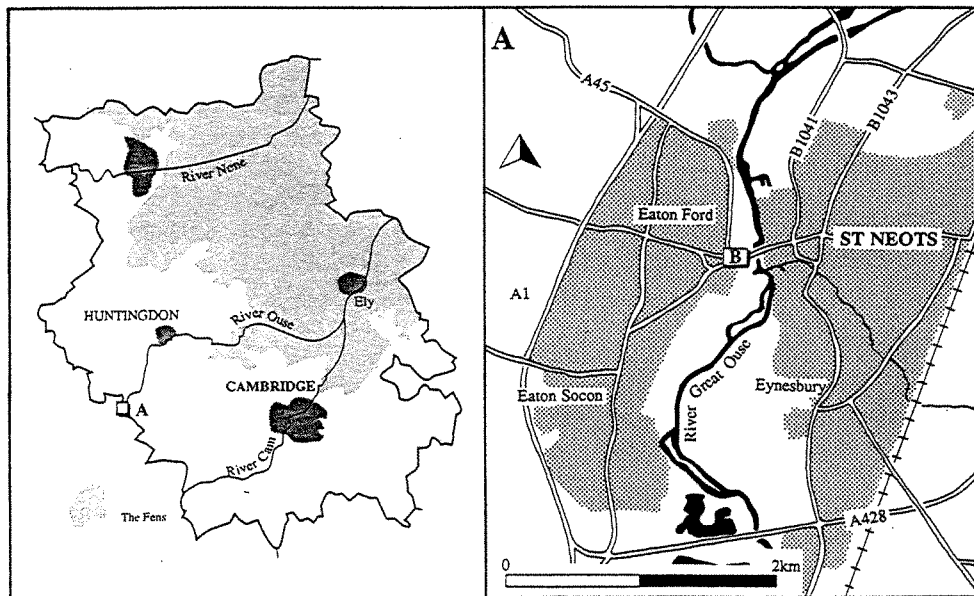 River Nene
Ely
HUNTINGDON
River Ouse
CAMBRIDGE
A
River Cam
The Fens
A
A45
B1041
B1043
Eaton Ford
ST NEOTS
B
A1
River Great Ouse
Eynesbury
Eaton Socon
A428
0
2km